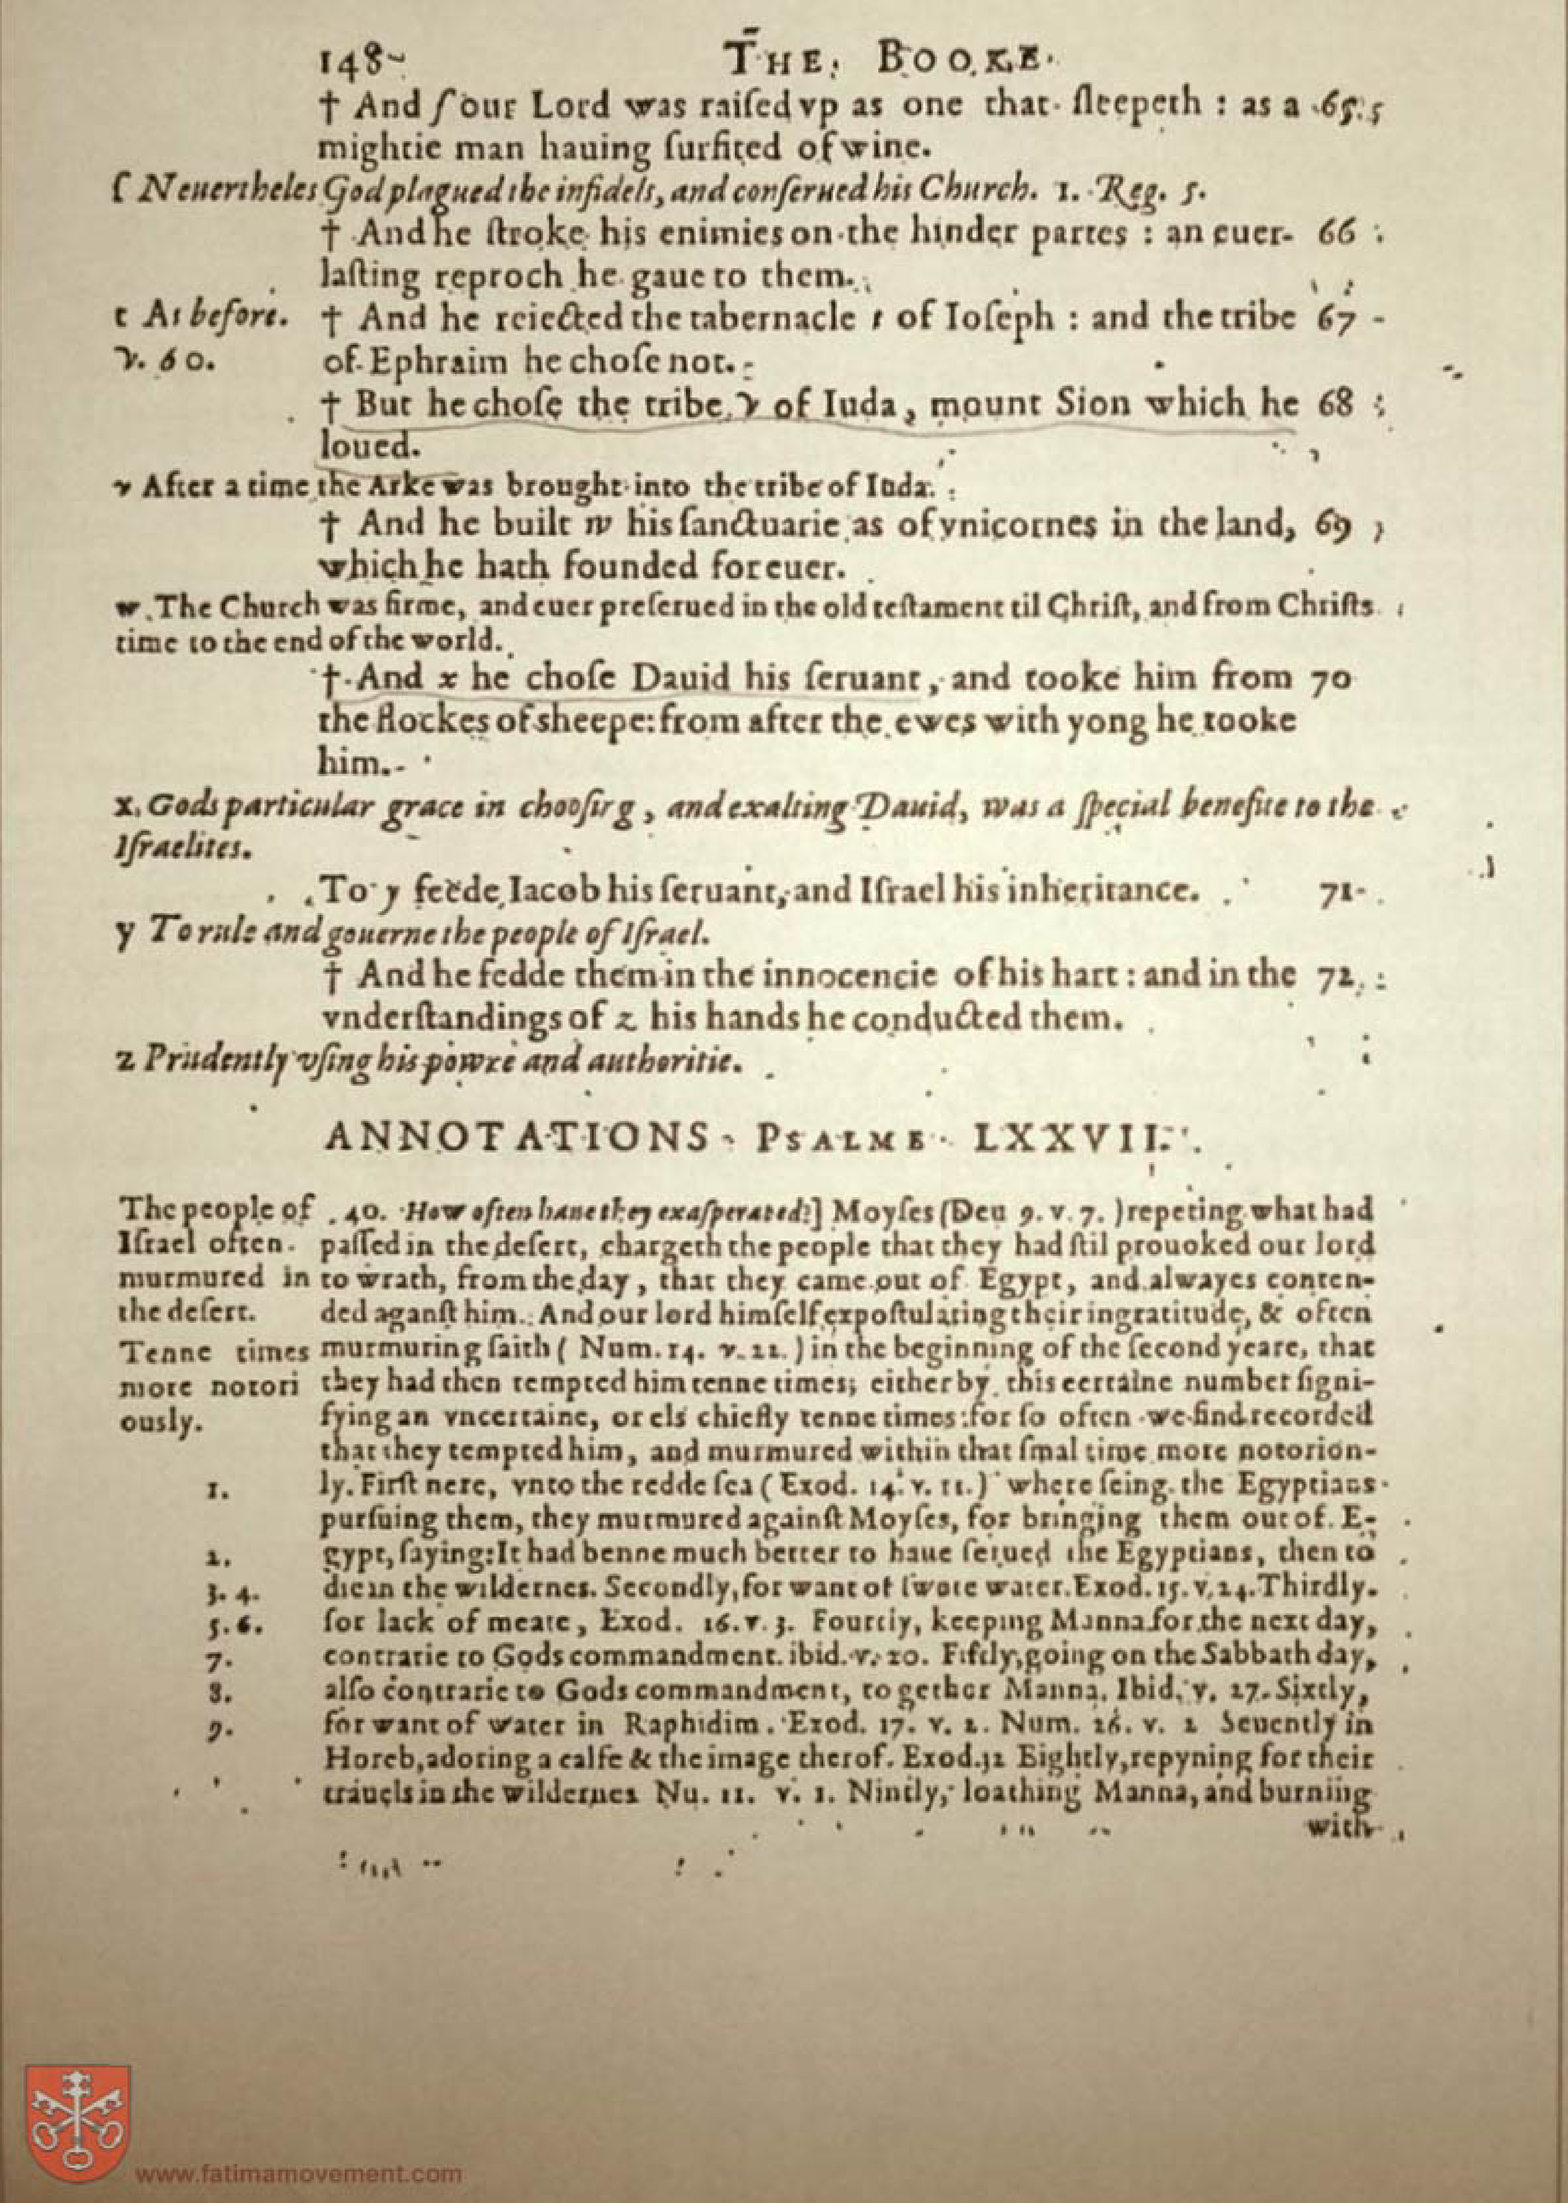 148
THE BOOKE
† And ſ our Lord was raiſed vp as one that ſleepeth : as a 65
mightie man hauing ſurfited of wine.
ſ Neuertheles God plagued the infidels, and conſerued his Church. 1. Reg. 5.
† And he ſtroke his enimies on the hinder partes : an euer- 66
laſting reproch he gaue to them.
† And he reiected the tabernacle t of Ioſeph : and the tribe 67
of Ephraim he choſe not.
t As before.
v. 60.
† But he choſe the tribe v of Iuda, mount Sion which he 68
loued.
v After a time the Arke was brought into the tribe of Iuda.
† And he built w his ſanctuarie as of vnicornes in the land, 69
which he hath founded for euer.
w The Church was firme, and euer preſerued in the old teſtament til Chriſt, and from Chriſts
time to the end of the world.
† And x he choſe Dauid his ſeruant, and tooke him from 70
the flockes of sheepe: from after the ewes with yong he tooke
him.
x. Gods particular grace in chooſirg, and exalting Dauid, was a ſpecial benefite to the
Iſraelites.
To y feede Iacob his ſeruant, and Iſrael his inheritance. 71
y To rule and gouerne the people of Iſrael.
† And he fedde them in the innocencie of his hart : and in the 72
vnderſtandings of z his hands he conducted them.
z Prudently vſing his powre and authoritie.
ANNOTATIONS PSALME LXXVII.
The people of
Iſrael often
murmured in
the deſert.
Tenne times
more notori
ously.
40. How often haue they exaſperated?] Moyſes (Deu 9. v. 7.) repeting what had
paſſed in the deſert, chargeth the people that they had ſtil prouoked our lord
to wrath, from the day, that they came out of Egypt, and alwayes conten-
ded aganſt him. And our lord himſelf expoſtulating their ingratitude, & often
murmuring ſaith ( Num. 14. v. 22. ) in the beginning of the ſecond yeare, that
they had then tempted him tenne times; either by this certaine number ſigni-
fying an vncertaine, or els chiefly tenne times: for ſo often we find recorded
that they tempted him, and murmured within that ſmal time more notorion-
1. ly. Firſt nere, vnto the redde ſea ( Exod. 14. v. 11.) where ſeing the Egyptians
purſuing them, they murmured againſt Moyſes, for bringing them out of E-
2. gypt, ſaying: It had benne much better to haue ſerued the Egyptians, then to
3. 4. die in the wildernes. Secondly, for want of ſwete water. Exod. 15. v. 24. Thirdly.
5. 6. for lack of meate, Exod. 16. v. 3. Fourtly, keeping Manna for the next day,
7. contrarie to Gods commandment. ibid. v. 20. Fiftly, going on the Sabbath day,
8. alſo contrarie to Gods commandment, to gether Manna. Ibid. v. 27. Sixtly,
9. for want of water in Raphidim. Exod. 17. v. 2. Num. 26. v. 2 Seuently in
Horeb, adoring a calfe & the image therof. Exod. 32 Eightly, repyning for their
trauels in the wildernes Nu. 11. v. 1. Nintly, loathing Manna, and burning
with
www.fatimamovement.com